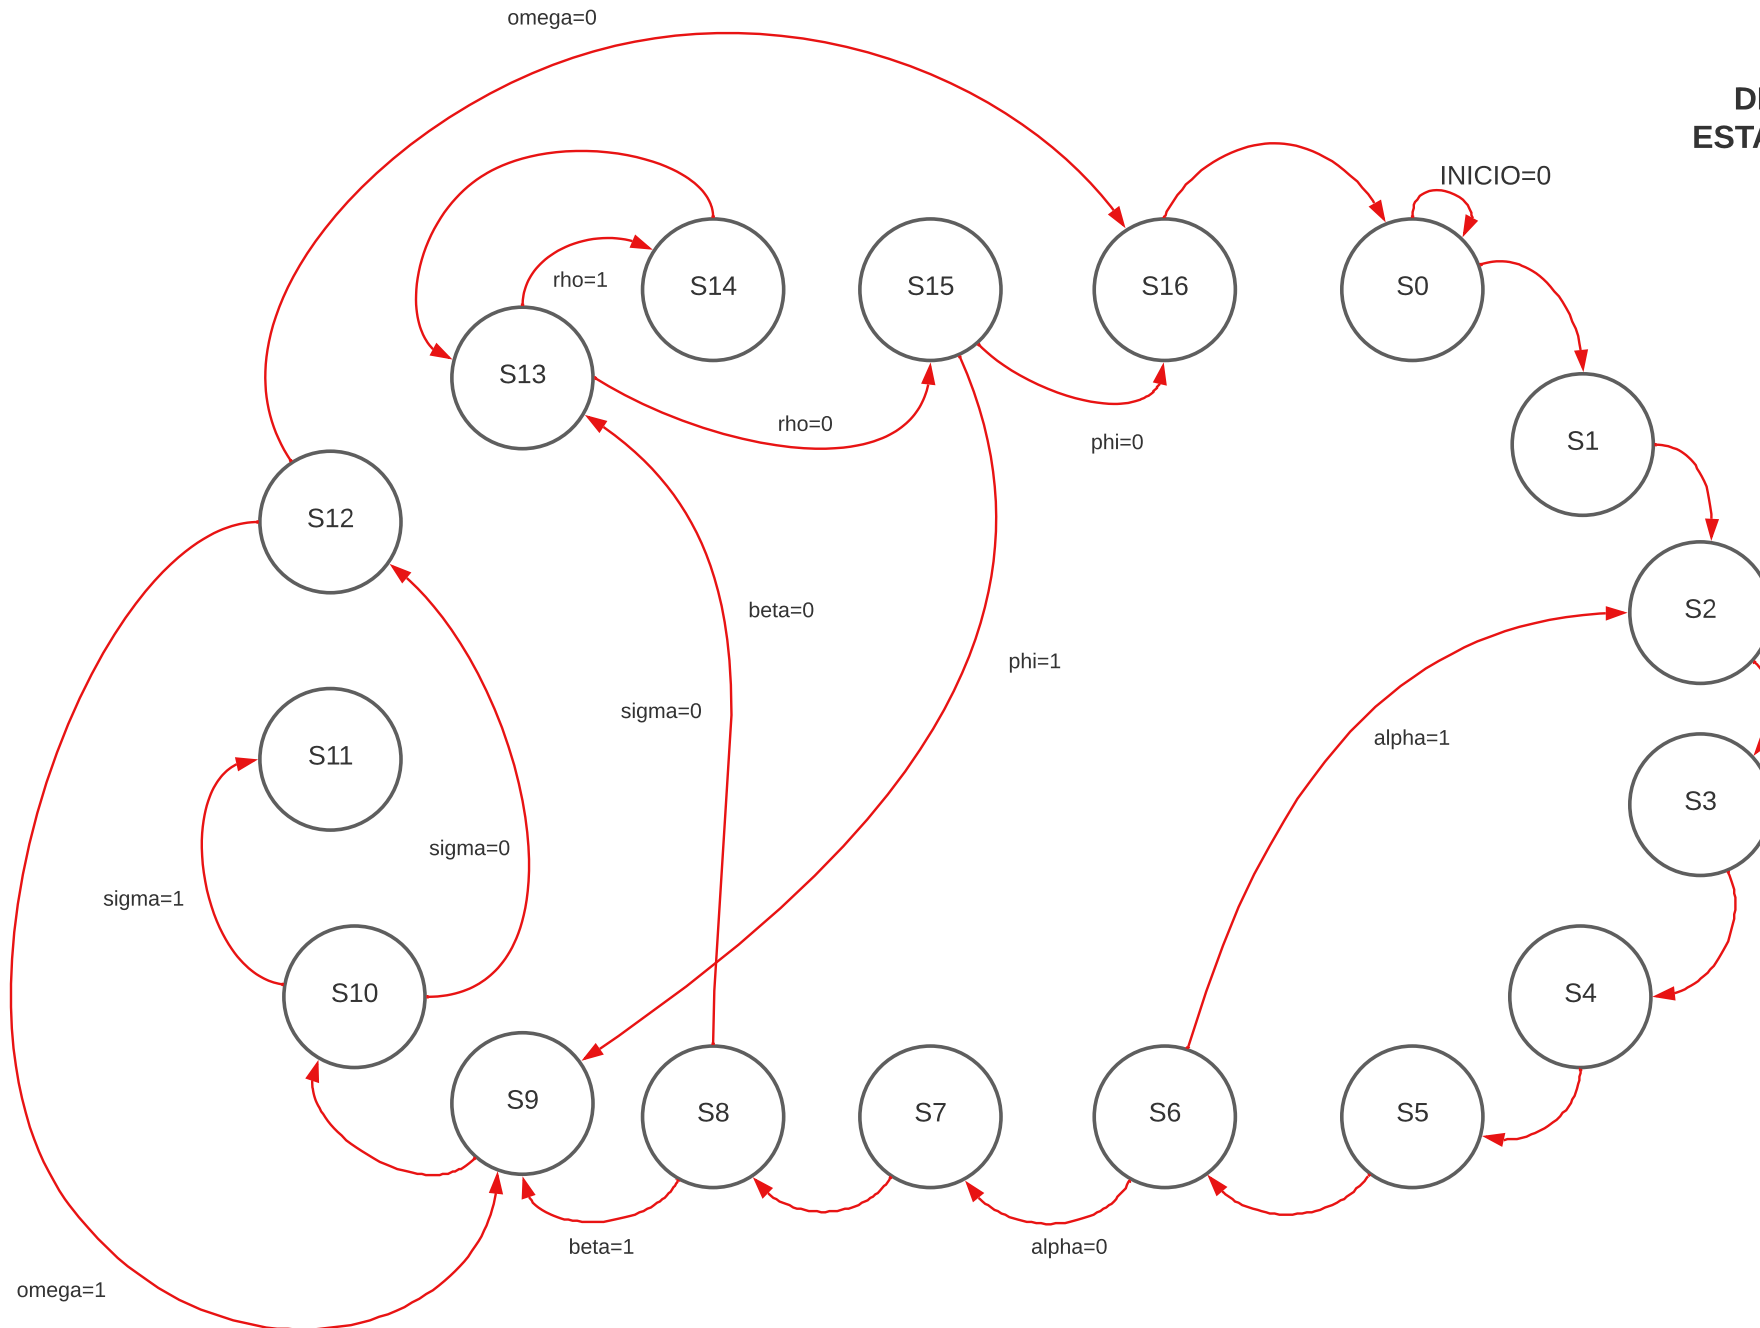 omega=0
DI
ESTA
INICIO=0
S14
S15
S16
S0
rho=1
S13
rho=0
phi=0
S1
S12
beta=0
S2
phi=1
sigma=0
alpha=1
S11
S3
sigma=0
sigma=1
S10
S4
S9
S8
S7
S6
S5
beta=1
alpha=0
omega=1